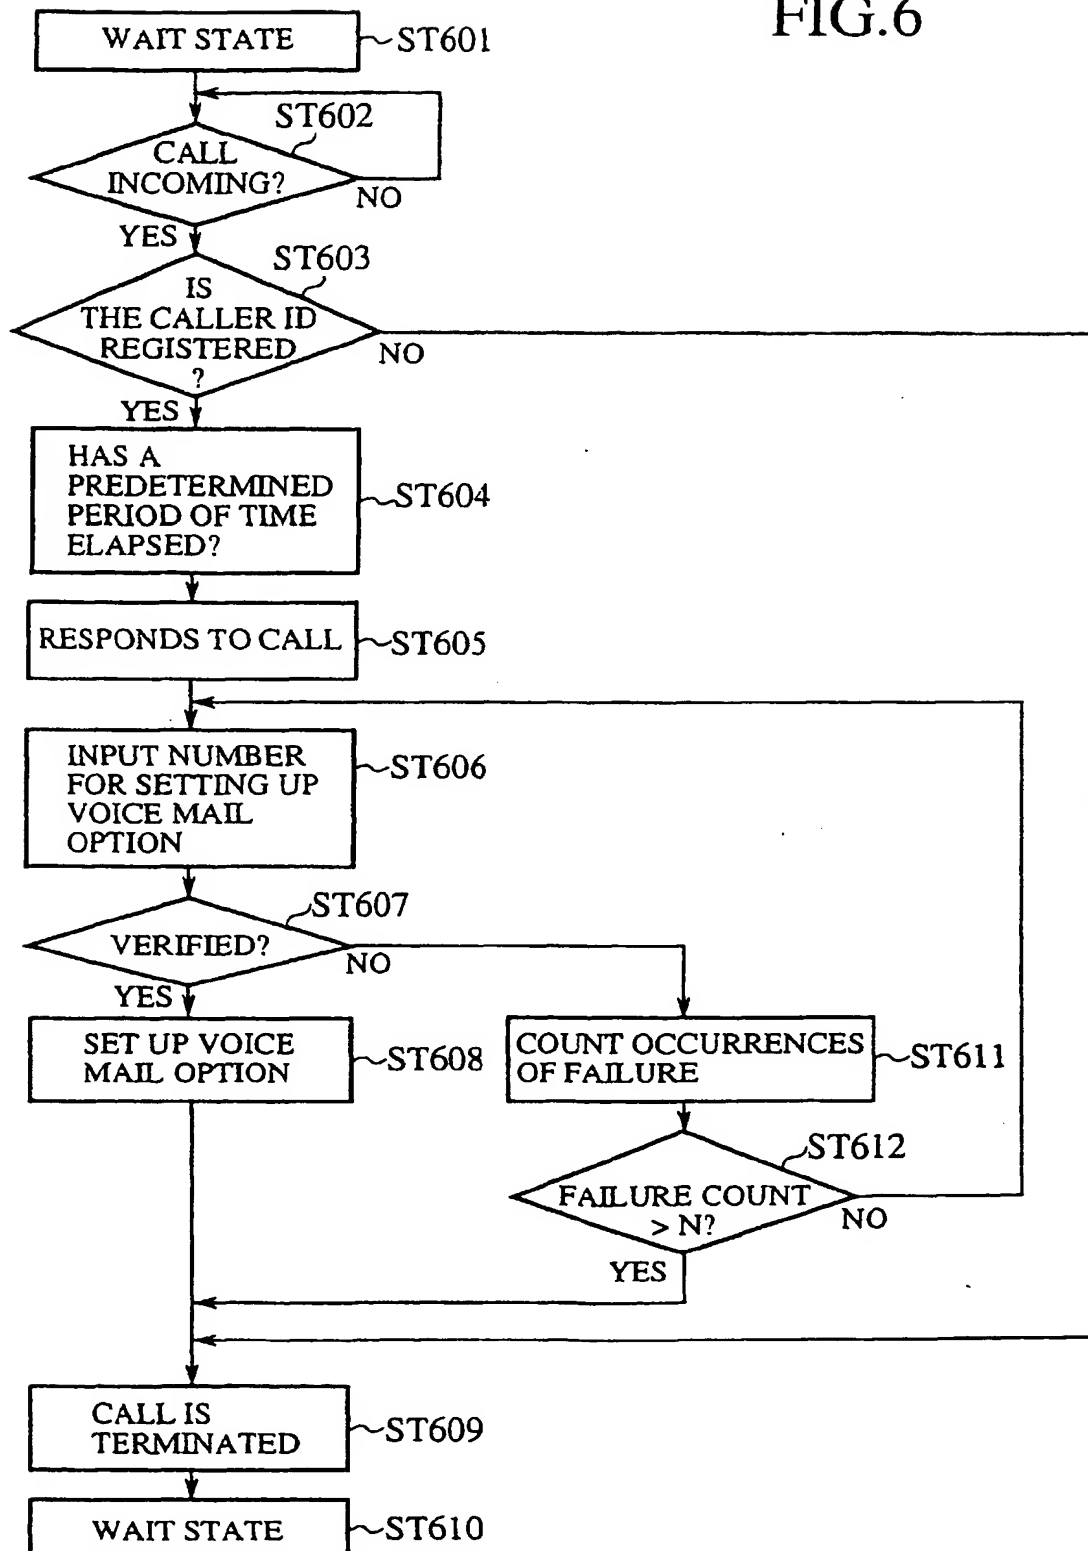 FIG.6
WAIT STATE
ST601
ST602
CALL
INCOMING?
NO
YES
ST603
IS
THE CALLER ID
REGISTERED
?
NO
YES
HAS A
PREDETERMINED
PERIOD OF TIME
ELAPSED?
ST604
RESPONDS TO CALL
ST605
INPUT NUMBER
FOR SETTING UP
VOICE MAIL
OPTION
ST606
ST607
VERIFIED?
NO
YES
SET UP VOICE
MAIL OPTION
ST608
COUNT OCCURRENCES
OF FAILURE
ST611
ST612
FAILURE COUNT
> N?
NO
YES
CALL IS
TERMINATED
ST609
WAIT STATE
ST610